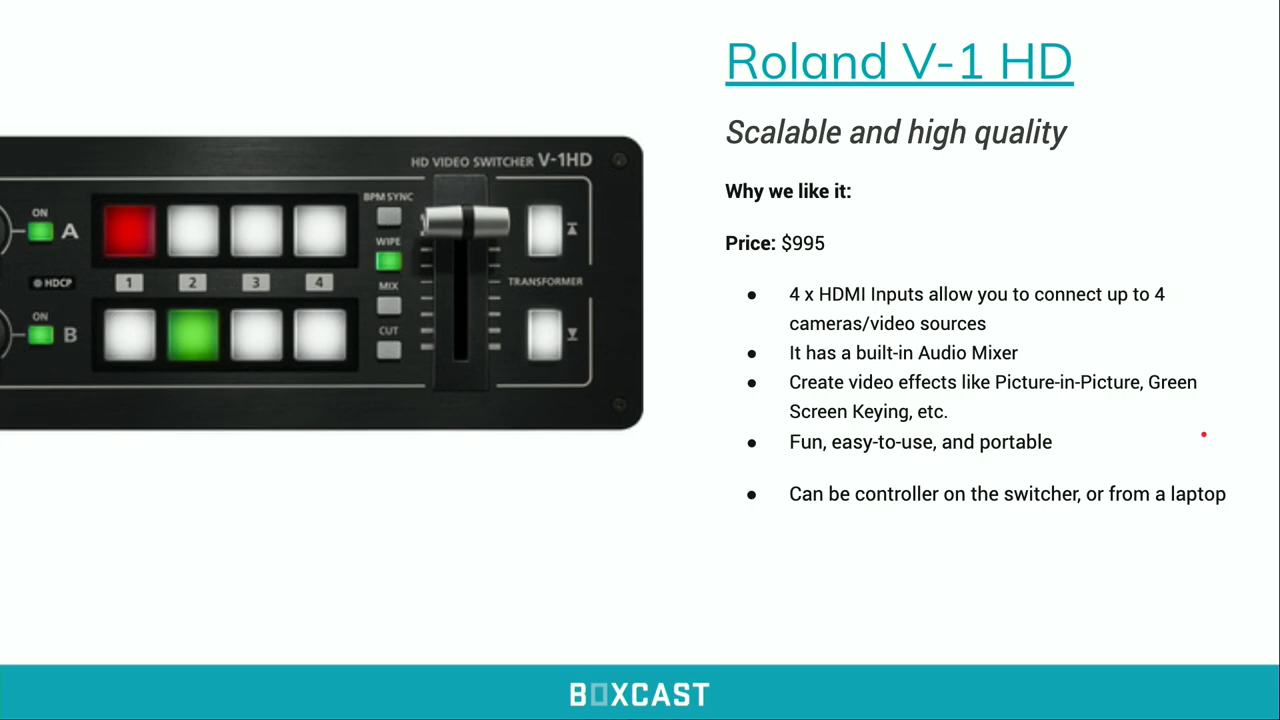 Roland V-1 HD
Scalable and high quality
Why we like it:
Price: $995
● 4 x HDMI Inputs allow you to connect up to 4
cameras/video sources
● It has a built-in Audio Mixer
● Create video effects like Picture-in-Picture, Green
Screen Keying, etc.
● Fun, easy-to-use, and portable
● Can be controller on the switcher, or from a laptop
HD VIDEO SWITCHER V-1HD
BPM SYNC
ON
A
WIPE
HDCP
1 2 3 4
TRANSFORMER
MIX
ON
B
CUT
BOXCAST